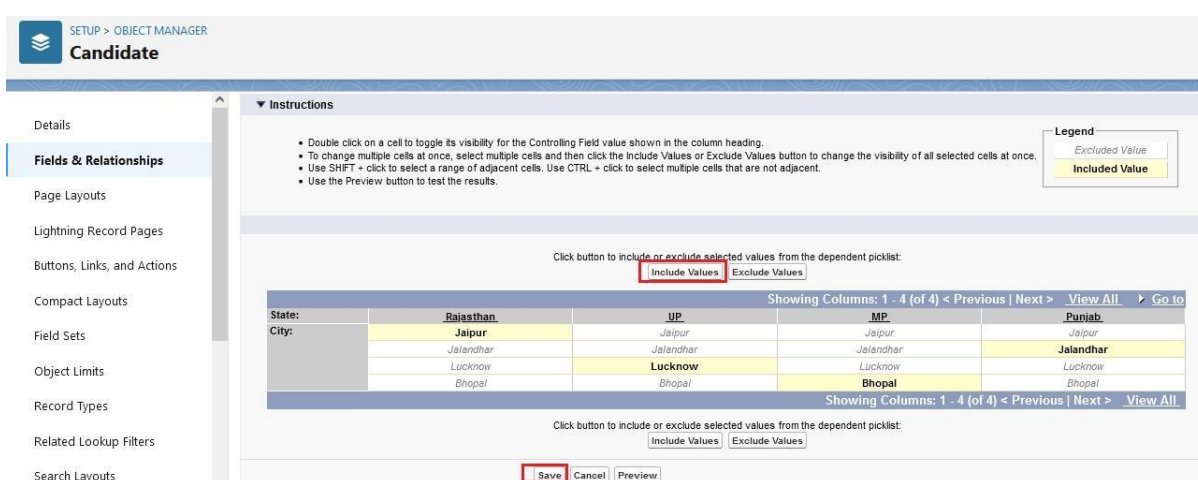 SETUP > OBJECT MANAGER
Candidate
Details
Fields & Relationships
Page Layouts
Lightning Record Pages
Buttons, Links, and Actions
Compact Layouts
Field Sets
Object Limits
Record Types
Related Lookup Filters
Search Layouts
▼ Instructions
• Double click on a cell to toggle its visibility for the Controlling Field value shown in the column heading.
• To change multiple cells at once, select multiple cells and then click the Include Values or Exclude Values button to change the visibility of all selected cells at once.
• Use SHIFT + click to select a range of adjacent cells. Use CTRL + click to select multiple cells that are not adjacent.
• Use the Preview button to test the results.
Legend
Excluded Value
Included Value
Click button to include or exclude selected values from the dependent picklist:
Include Values Exclude Values
Showing Columns: 1 - 4 (of 4) < Previous | Next > View All Go to
State: Rajasthan UP MP Punjab
City: Jaipur Jaipur Jaipur Jaipur
Jalandhar Jalandhar Jalandhar Jalandhar
Lucknow Lucknow Lucknow Lucknow
Bhopal Bhopal Bhopal Bhopal
Showing Columns: 1 - 4 (of 4) < Previous | Next > View All
Click button to include or exclude selected values from the dependent picklist:
Include Values Exclude Values
Save Cancel Preview